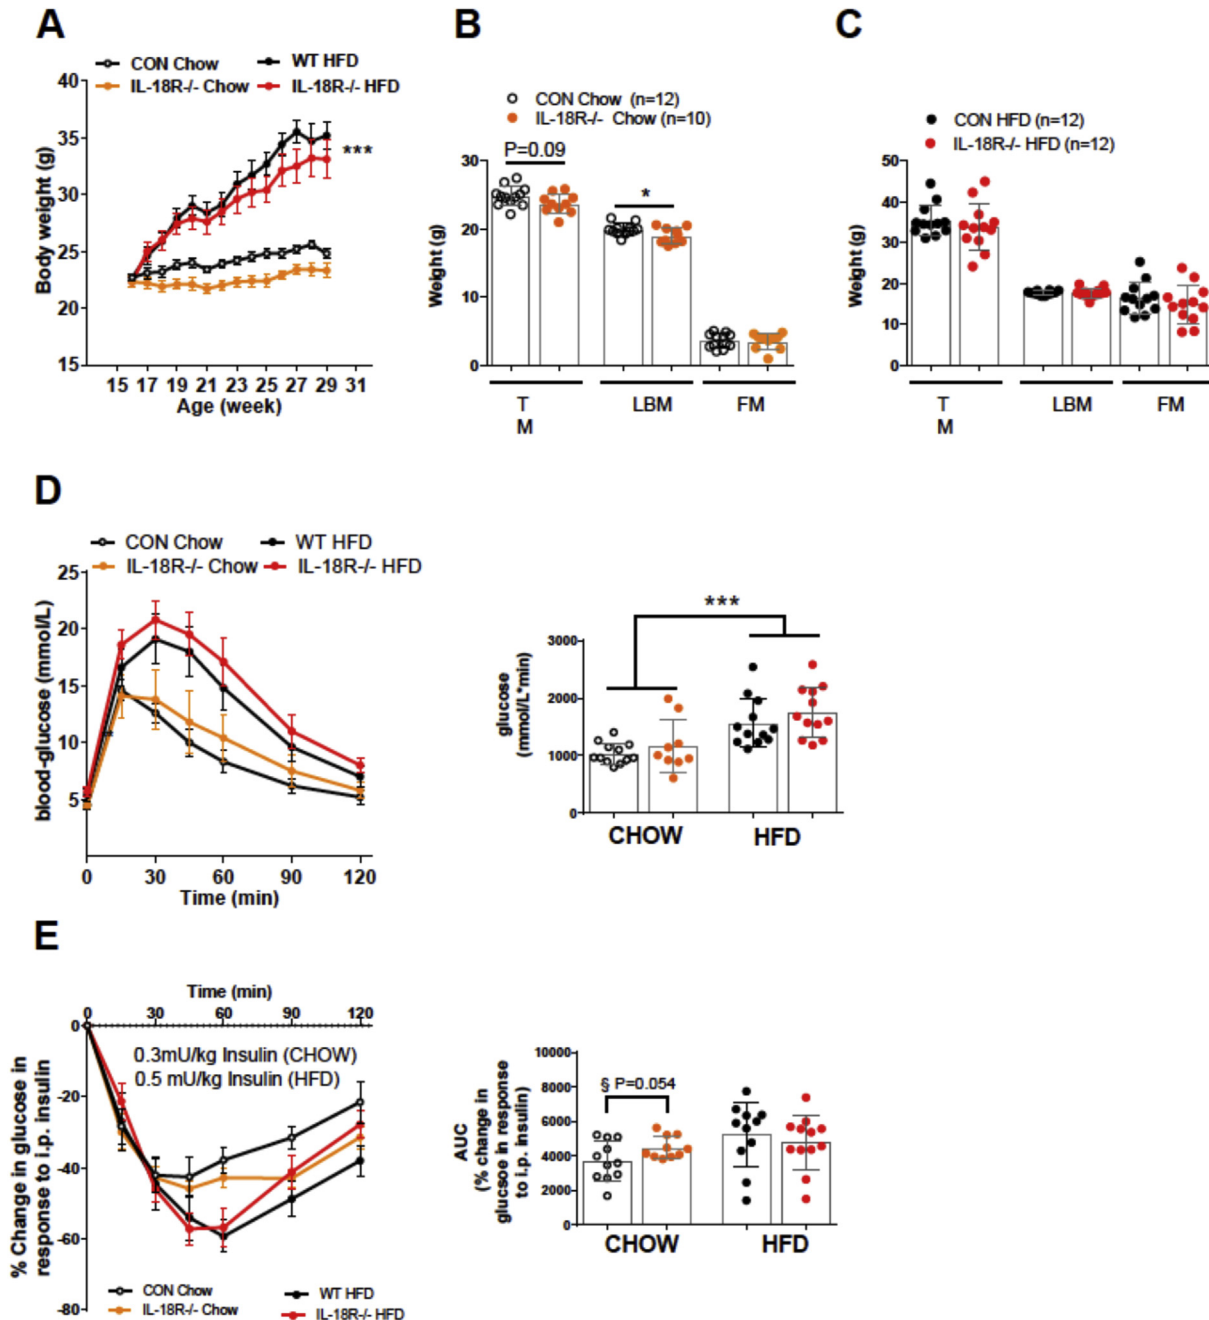 A
CON Chow
WT HFD
IL-18R-/- Chow
IL-18R-/- HFD
Body weight (g)
40
35
30
25
20
15
***
15 17 19 21 23 25 27 29 31
Age (week)
B
CON Chow (n=12)
IL-18R-/- Chow (n=10)
Weight (g)
30
20
10
0
P=0.09
*
T
M
LBM
FM
C
CON HFD (n=12)
IL-18R-/- HFD (n=12)
Weight (g)
50
40
30
20
10
0
T
M
LBM
FM
D
CON Chow
WT HFD
IL-18R-/- Chow
IL-18R-/- HFD
blood-glucose (mmol/L)
25
20
15
10
5
0 30 60 90 120
Time (min)
glucose
(mmol/L*min)
3000
2000
1000
0
***
CHOW
HFD
E
Time (min)
0 30 60 90 120
% Change in glucose in
response to i.p. insulin
0
-20
-40
-60
-80
0.3mU/kg Insulin (CHOW)
0.5 mU/kg Insulin (HFD)
CON Chow
WT HFD
IL-18R-/- Chow
IL-18R-/- HFD
AUC
(% change in
glucsoe in response
to i.p. insulin)
10000
8000
6000
4000
2000
0
§ P=0.054
CHOW
HFD